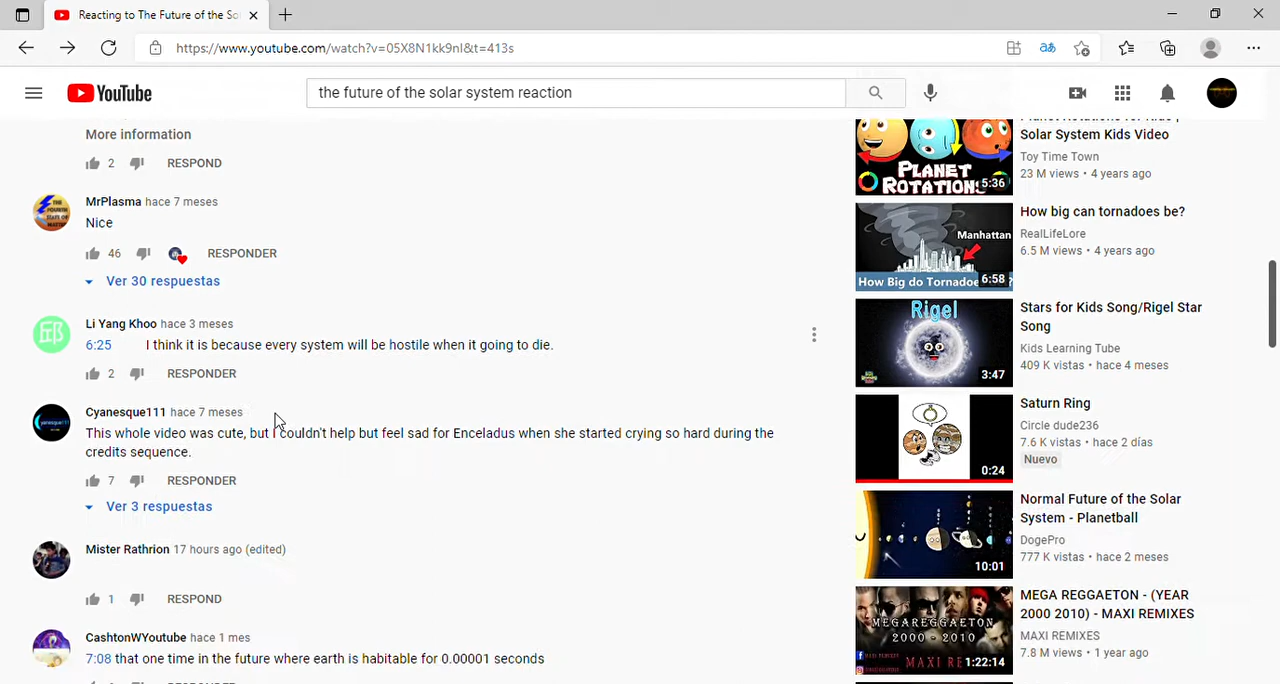 Reacting to The Future of the So
https://www.youtube.com/watch?v=05X8N1kk9nI&t=413s
aあ
YouTube
the future of the solar system reaction
More information
2 RESPOND
MrPlasma hace 7 meses
Nice
46 RESPONDER
Ver 30 respuestas
邱
Li Yang Khoo hace 3 meses
6:25 I think it is because every system will be hostile when it going to die.
2 RESPONDER
Cyanesque111 hace 7 meses
This whole video was cute, but I couldn't help but feel sad for Enceladus when she started crying so hard during the
credits sequence.
7 RESPONDER
Ver 3 respuestas
Mister Rathrion 17 hours ago (edited)
1 RESPOND
CashtonWYoutube hace 1 mes
7:08 that one time in the future where earth is habitable for 0.00001 seconds
PLANET
ROTATIONS
5:36
Solar System Kids Video
Toy Time Town
23 M views • 4 years ago
Manhattan
How Big do Tornadoe
6:58
How big can tornadoes be?
RealLifeLore
6.5 M views • 4 years ago
Rigel
3:47
Stars for Kids Song/Rigel Star
Song
Kids Learning Tube
409 K vistas • hace 4 meses
0:24
Saturn Ring
Circle dude236
7.6 K vistas • hace 2 días
Nuevo
10:01
Normal Future of the Solar
System - Planetball
DogePro
777 K vistas • hace 2 meses
MEGAREGGAETON
2000 - 2010
MAXI RE
1:22:14
MEGA REGGAETON - (YEAR
2000 2010) - MAXI REMIXES
MAXI REMIXES
7.8 M views • 1 year ago